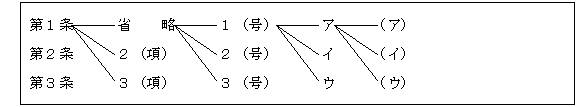 第１条 省 略 １（号） ア （ア）
第２条 ２（項） ２（号） イ （イ）
第３条 ３（項） ３（号） ウ （ウ）